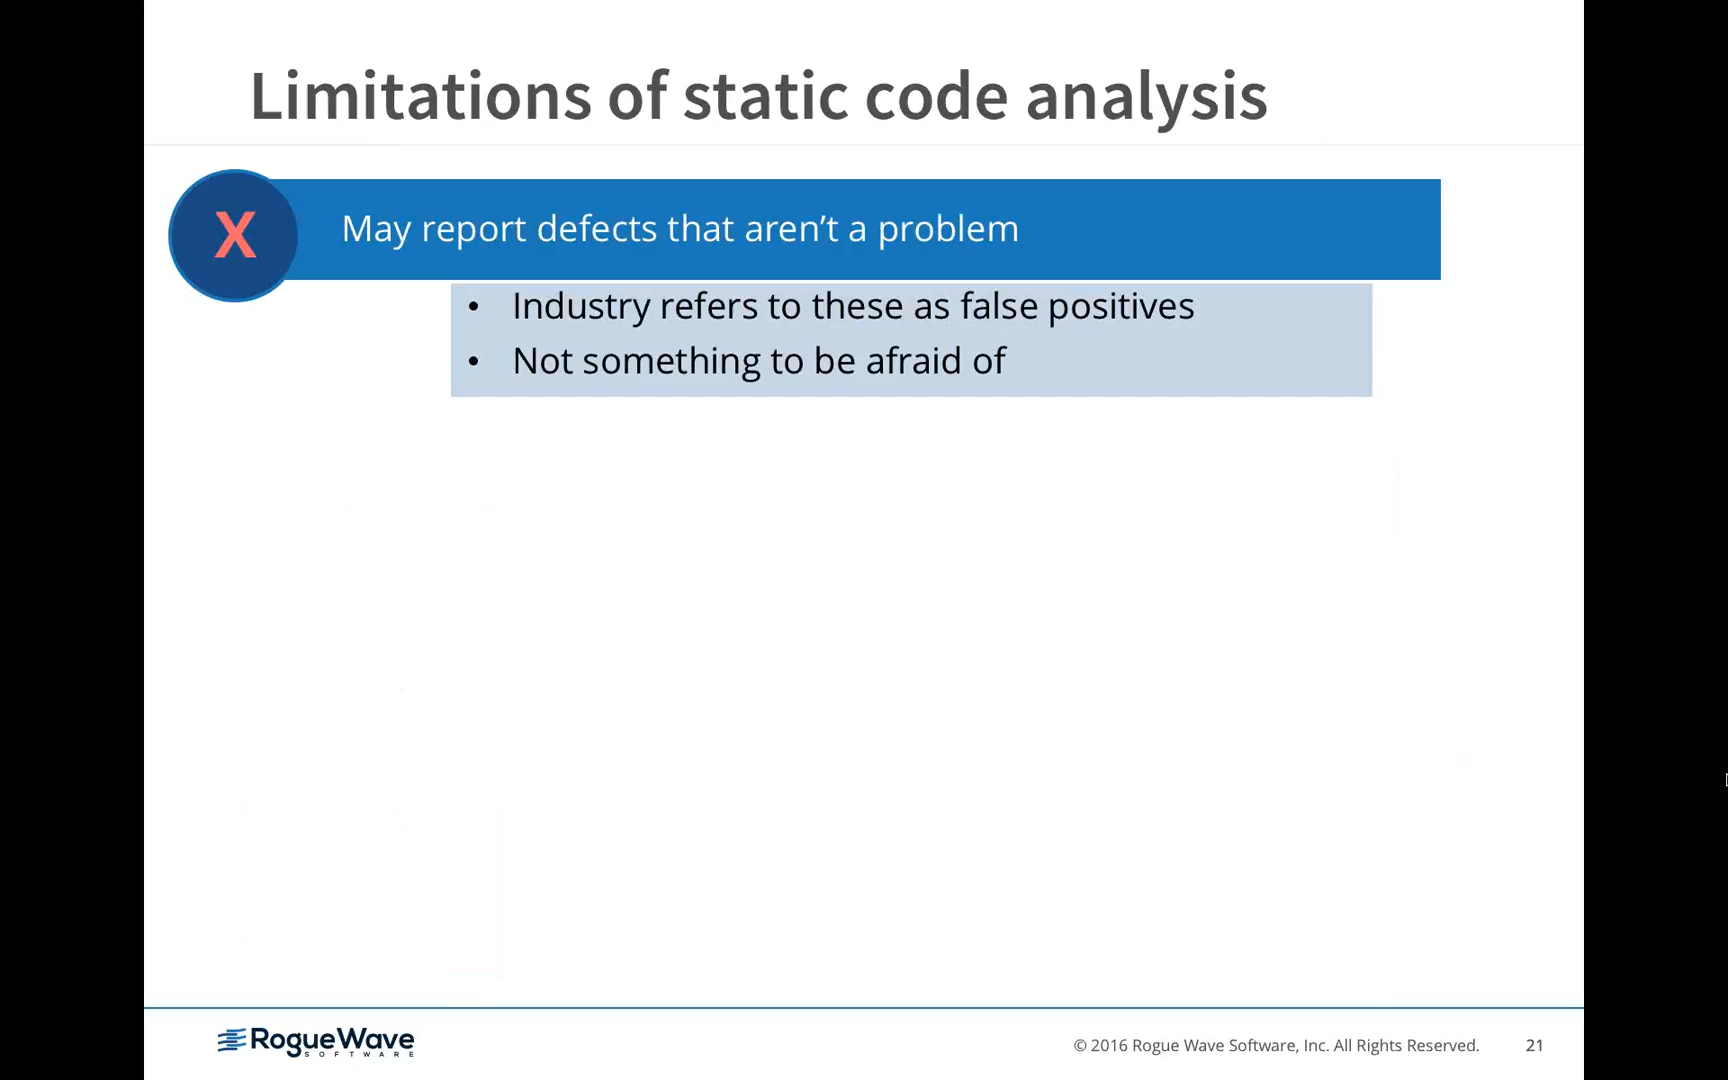 Limitations of static code analysis
X
May report defects that aren’t a problem
• Industry refers to these as false positives
• Not something to be afraid of
RogueWave
SOFTWARE
© 2016 Rogue Wave Software, Inc. All Rights Reserved.
21